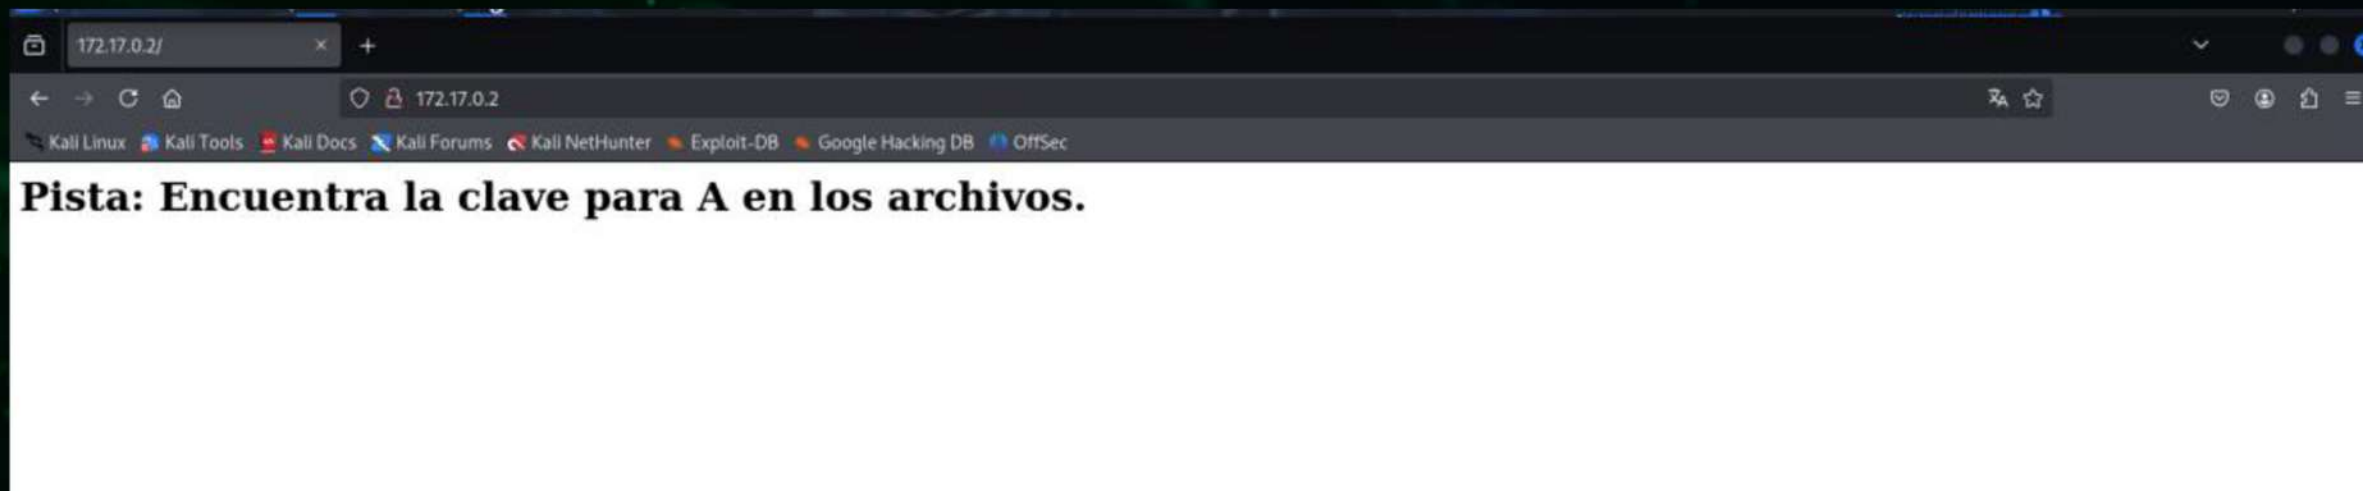 172.17.0.2/
172.17.0.2
Kali Linux Kali Tools Kali Docs Kali Forums Kali NetHunter Exploit-DB Google Hacking DB OffSec
Pista: Encuentra la clave para A en los archivos.